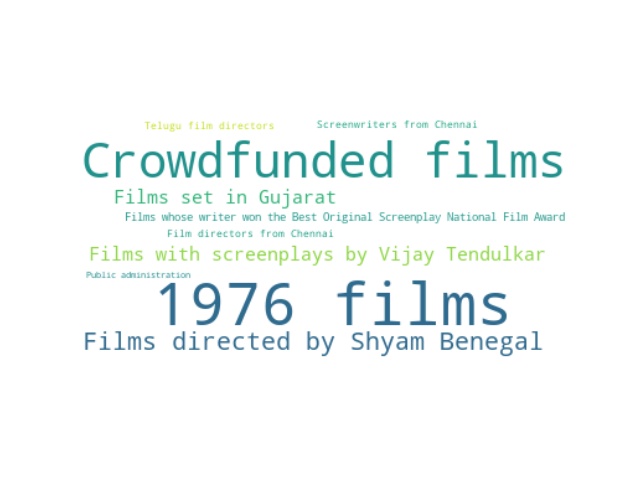 Telugu film directors
Screenwriters from Chennai
Crowdfunded films
Films set in Gujarat
Films whose writer won the Best Original Screenplay National Film Award
Film directors from Chennai
Films with screenplays by Vijay Tendulkar
Public administration
1976 films
Films directed by Shyam Benegal